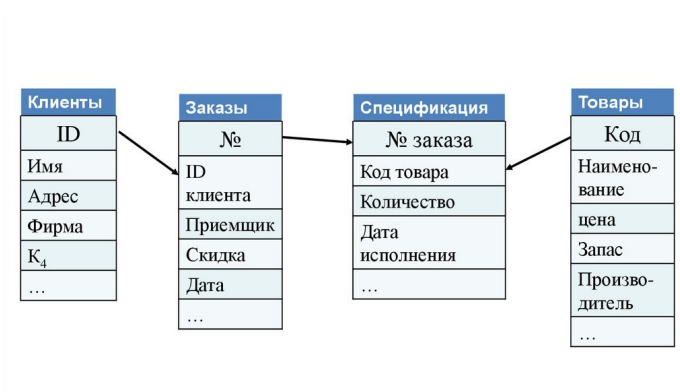 Клиенты
ID
Имя
Адрес
Фирма
К4
…
Заказы
№
ID
клиента
Приемщик
Скидка
Дата
…
Спецификация
№ заказа
Код товара
Количество
Дата
исполнения
…
Товары
Код
Наимено-
вание
цена
Запас
Произво-
дитель
…